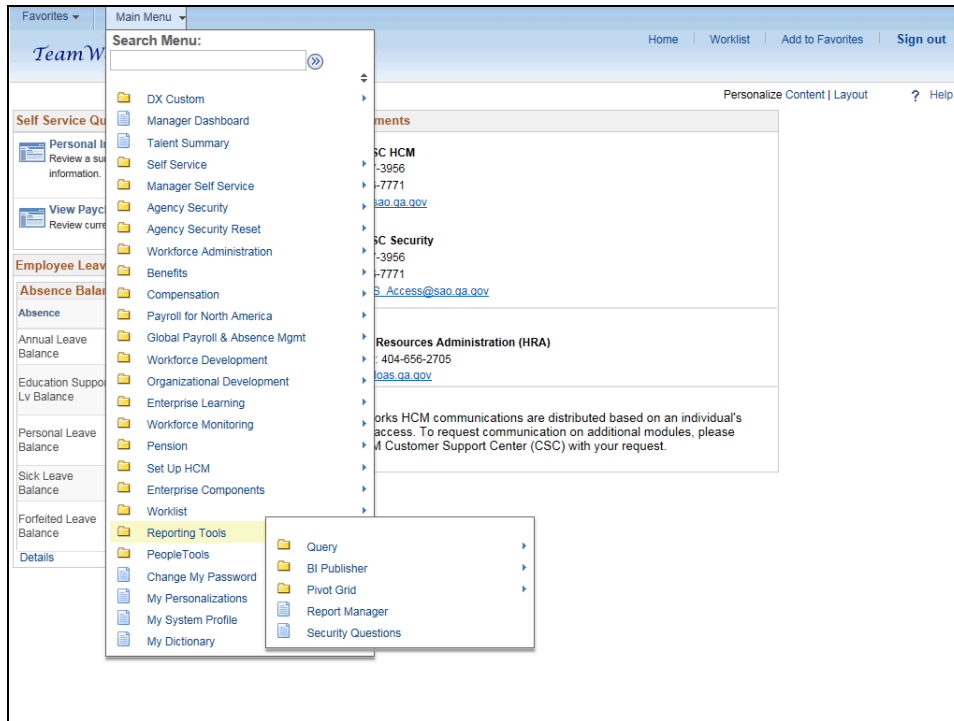 Favorites
Main Menu
TeamW
Search Menu:
Home
Worklist
Add to Favorites
Sign out
Personalize Content | Layout
? Help
DX Custom
Manager Dashboard
Talent Summary
Self Service
Manager Self Service
Agency Security
Agency Security Reset
Workforce Administration
Benefits
Compensation
Payroll for North America
Global Payroll & Absence Mgmt
Workforce Development
Organizational Development
Enterprise Learning
Workforce Monitoring
Pension
Set Up HCM
Enterprise Components
Worklist
Reporting Tools
PeopleTools
Change My Password
My Personalizations
My System Profile
My Dictionary
Query
BI Publisher
Pivot Grid
Report Manager
Security Questions
Self Service Qu
Personal I
Review a su
information.
View Payc
Review curre
Employee Leav
Absence Balar
Absence
Annual Leave
Balance
Education Suppor
Lv Balance
Personal Leave
Balance
Sick Leave
Balance
Forfeited Leave
Balance
Details
ments
SC HCM
-3956
-7771
sao.ga.gov
SC Security
-3956
-7771
S_Access@sao.ga.gov
Resources Administration (HRA)
: 404-656-2705
doas.ga.gov
orks HCM communications are distributed based on an individual's
access. To request communication on additional modules, please
M Customer Support Center (CSC) with your request.